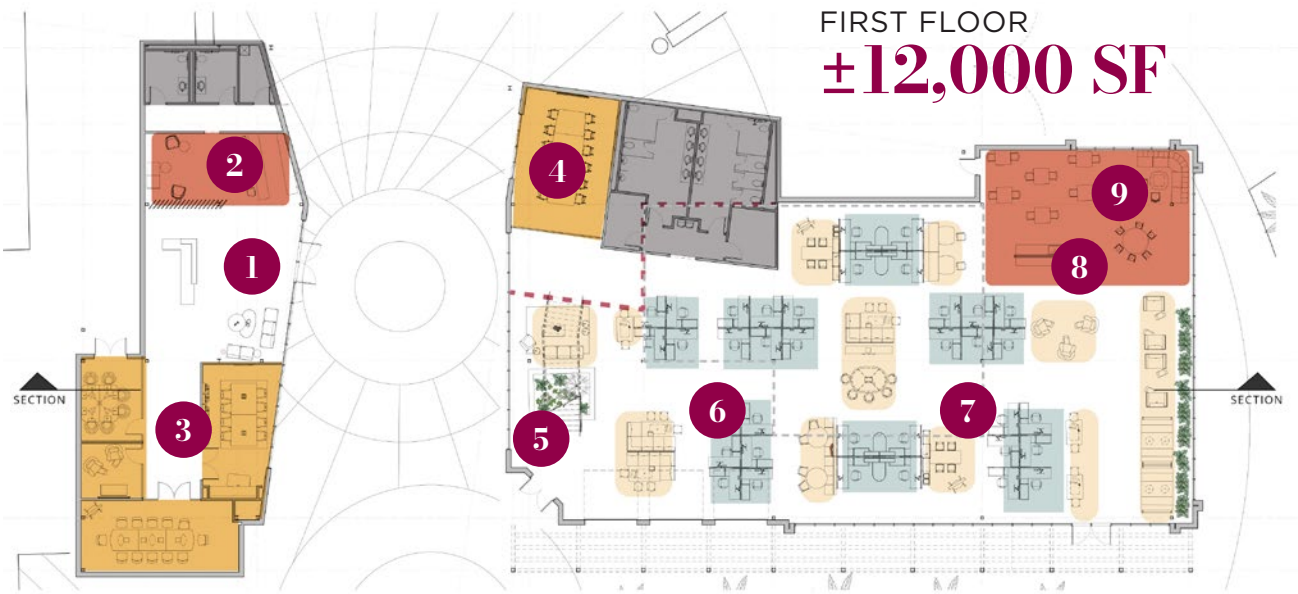 FIRST FLOOR
±12,000 SF
2
4
9
1
8
SECTION
SECTION
3
5
6
7